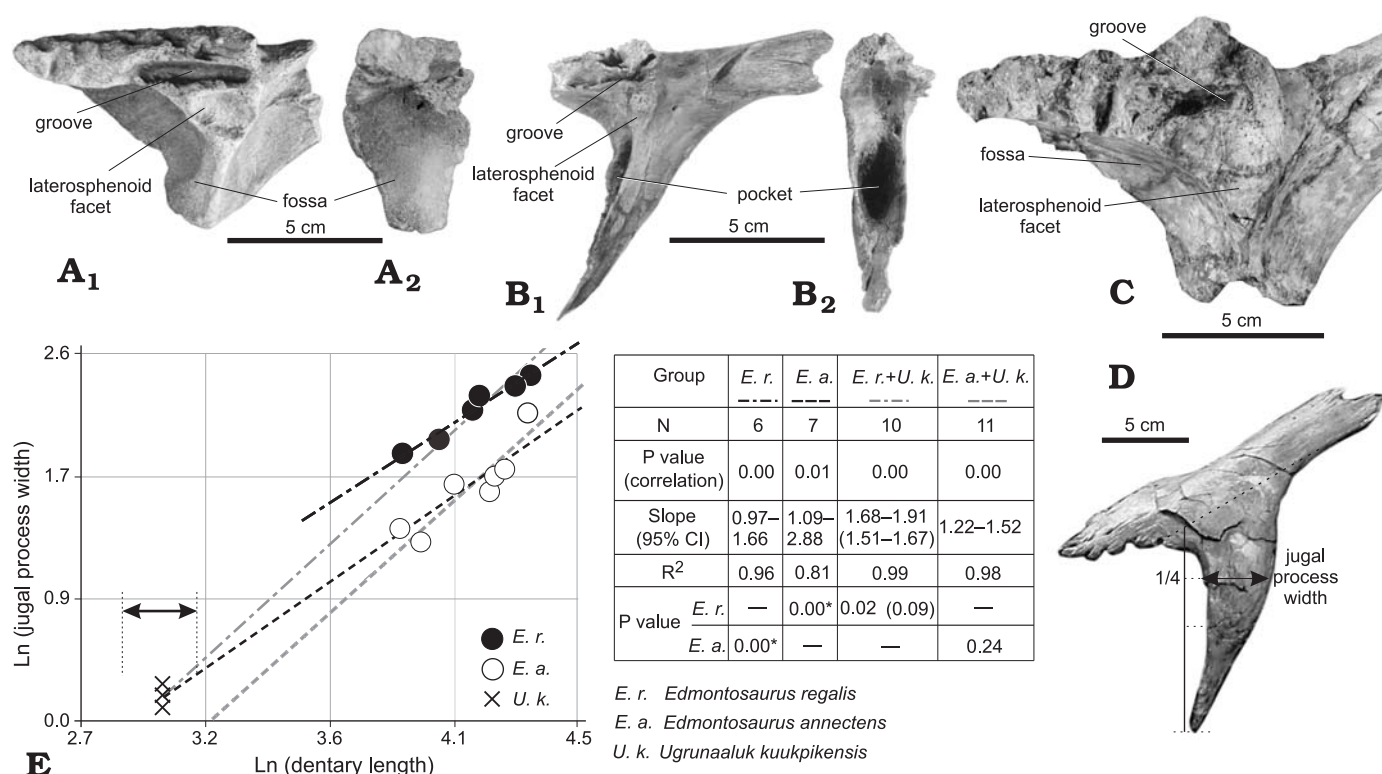 groove
laterosphenoid
facet
fossa
5 cm
A1
A2
groove
laterosphenoid
facet
pocket
5 cm
B1
B2
groove
fossa
laterosphenoid
facet
C
5 cm
D
5 cm
1/4
jugal
process
width
2.6
1.7
0.9
0.0
Ln (jugal process width)
2.7 3.2 3.6 4.1 4.5
Ln (dentary length)
E. r.
E. a.
U. k.
E
Group E. r. E. a. E. r.+U. k. E. a.+U. k.
N 6 7 10 11
P value
(correlation) 0.00 0.01 0.00 0.00
Slope
(95% CI) 0.97–
1.66 1.09–
2.88 1.68–1.91
(1.51–1.67) 1.22–1.52
R2 0.96 0.81 0.99 0.98
P value
E. r. — 0.00* 0.02 (0.09) —
E. a. 0.00* — — 0.24
E. r. Edmontosaurus regalis
E. a. Edmontosaurus annectens
U. k. Ugrunaaluk kuukpikensis